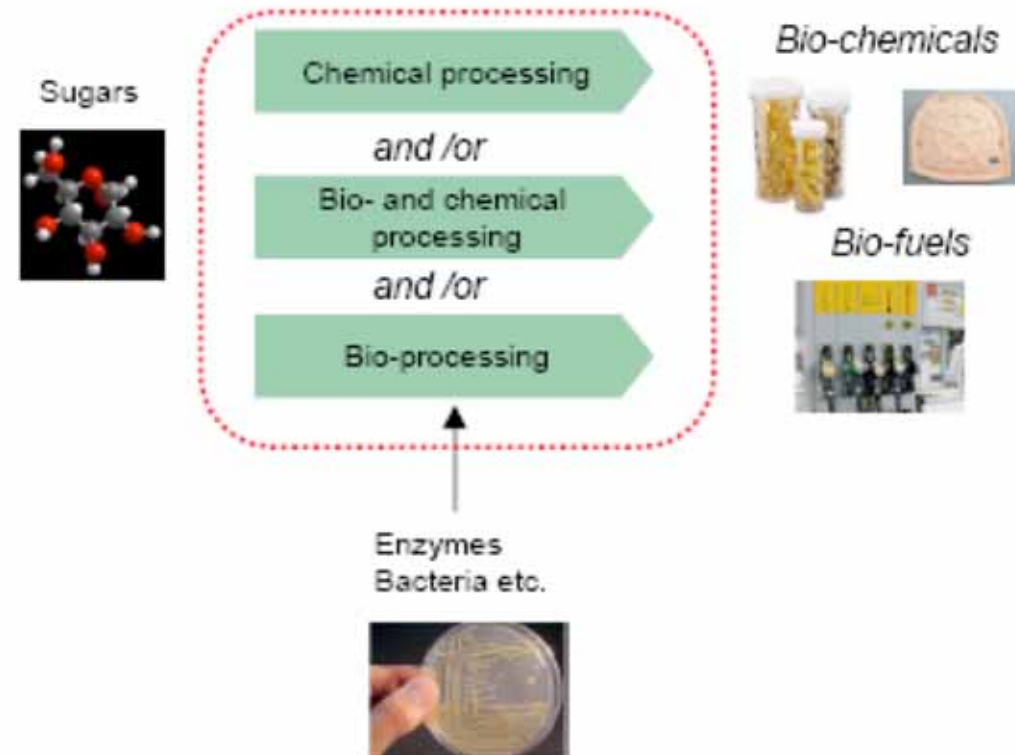 Sugars
Chemical processing
and /or
Bio- and chemical
processing
and /or
Bio-processing
Bio-chemicals
Bio-fuels
Enzymes
Bacteria etc.